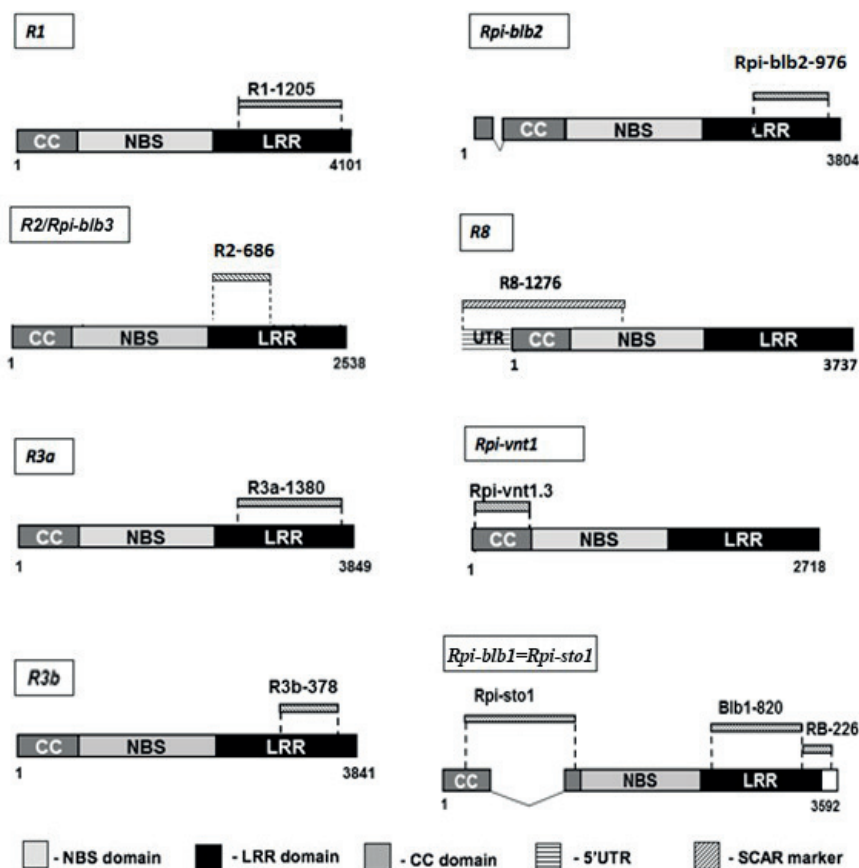 R1
R1-1205
CC NBS LRR
1 4101
Rpi-blb2
Rpi-blb2-976
CC NBS LRR
1 3804
R2/Rpi-blb3
R2-686
CC NBS LRR
1 2538
R8
R8-1276
UTR CC NBS LRR
1 3737
R3a
R3a-1380
CC NBS LRR
1 3849
Rpi-vnt1
Rpi-vnt1.3
CC NBS LRR
1 2718
R3b
R3b-378
CC NBS LRR
1 3841
Rpi-blb1=Rpi-sto1
Rpi-sto1 Blb1-820
RB-226
CC NBS LRR
1 3592
- NBS domain - LRR domain - CC domain - 5'UTR - SCAR marker